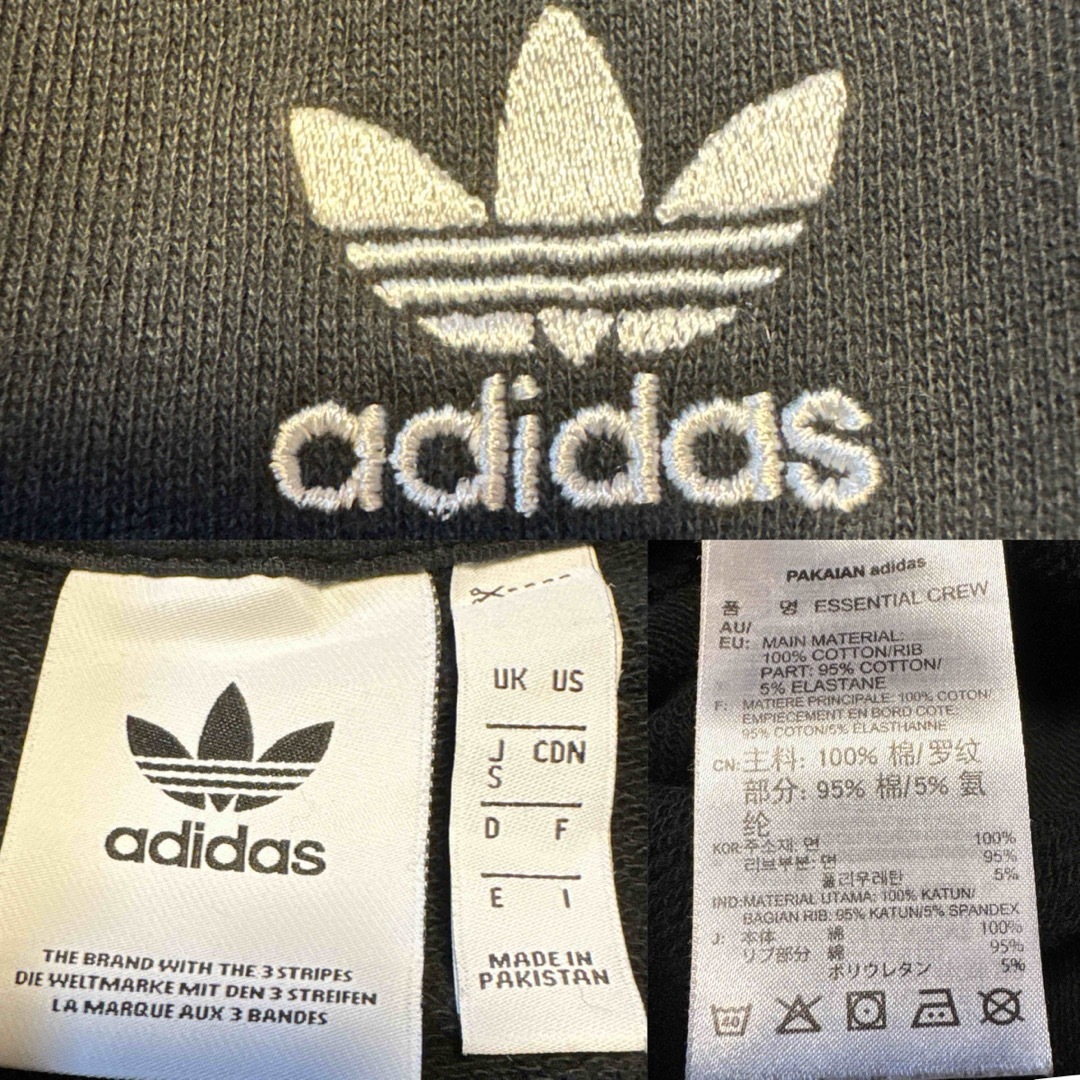 adidas
adidas
THE BRAND WITH THE 3 STRIPES
DIE WELTMARKE MIT DEN 3 STREIFEN
LA MARQUE AUX 3 BANDES
UK US
J CDN
S
D F
E I
MADE IN
PAKISTAN
PAKAIAN adidas
품 명 ESSENTIAL CREW
AU/
EU: MAIN MATERIAL:
100% COTTON/RIB
PART: 95% COTTON/
5% ELASTANE
F: MATIERE PRINCIPALE: 100% COTON/
EMPIECEMENT EN BORD COTE:
95% COTON/5% ELASTHANNE
CN: 主料: 100% 棉/罗纹
部分: 95% 棉/5% 氨
纶
KOR: 주소재: 면 100%
리브부분: 면 95%
폴리우레탄 5%
IND: MATERIAL UTAMA: 100% KATUN/
BAGIAN RIB: 95% KATUN/5% SPANDEX
J: 本体 綿 100%
リブ部分 綿 95%
ポリウレタン 5%